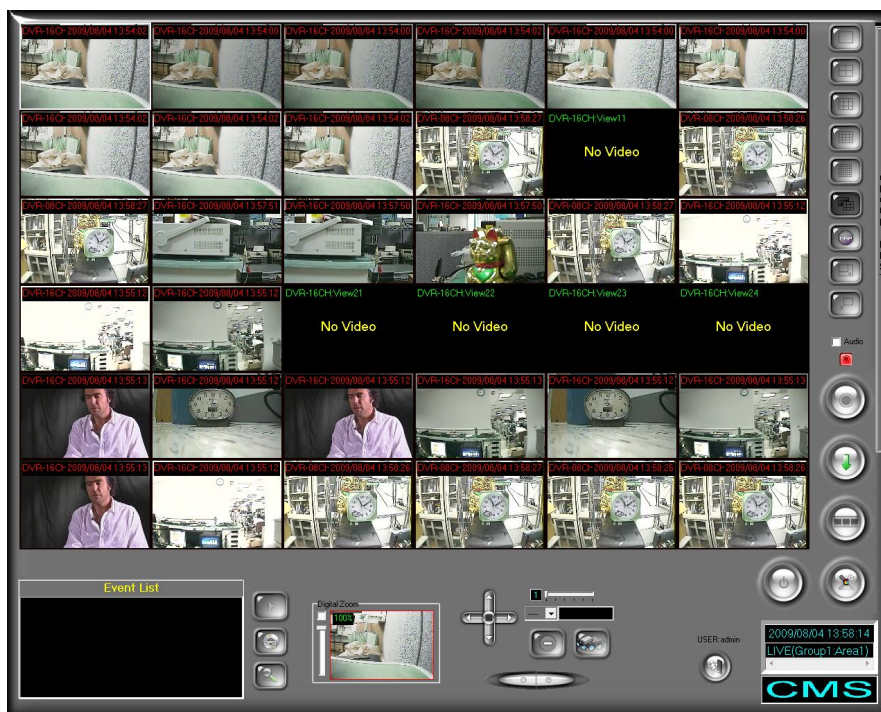 DVR-16CH-2009/08/04 13:54:02 DVR-16CH-2009/08/04 13:54:00 DVR-16CH-2009/08/04 13:54:02 DVR-16CH-2009/08/04 13:54:00 DVR-16CH-2009/08/04 13:54:00 DVR-16CH-2009/08/04 13:54:00
DVR-16CH-2009/08/04 13:54:02 DVR-16CH-2009/08/04 13:54:02 DVR-16CH-2009/08/04 13:54:02 DVR-08CH-2009/08/04 13:58:27 DVR-16CH:View11 DVR-08CH-2009/08/04 13:58:26
No Video
DVR-08CH-2009/08/04 13:58:27 DVR-16CH-2009/08/04 13:57:51 DVR-16CH-2009/08/04 13:57:50 DVR-16CH-2009/08/04 13:57:50 DVR-08CH-2009/08/04 13:58:27 DVR-16CH-2009/08/04 13:55:12
DVR-16CH-2009/08/04 13:55:12 DVR-16CH-2009/08/04 13:55:12 DVR-16CH:View21 DVR-16CH:View22 DVR-16CH:View23 DVR-16CH:View24
No Video No Video No Video No Video
Audio
DVR-16CH-2009/08/04 13:55:13 DVR-16CH-2009/08/04 13:55:12 DVR-16CH-2009/08/04 13:55:12 DVR-16CH-2009/08/04 13:55:13 DVR-16CH-2009/08/04 13:55:12 DVR-16CH-2009/08/04 13:55:13
DVR-16CH-2009/08/04 13:55:13 DVR-16CH-2009/08/04 13:55:12 DVR-08CH-2009/08/04 13:58:26 DVR-08CH-2009/08/04 13:58:27 DVR-08CH-2009/08/04 13:58:26 DVR-08CH-2009/08/04 13:58:26
Event List
Digital Zoom
100%
1
USER: admin
2009/08/04 13:58:14
LIVE(Group1:Area1)
CMS